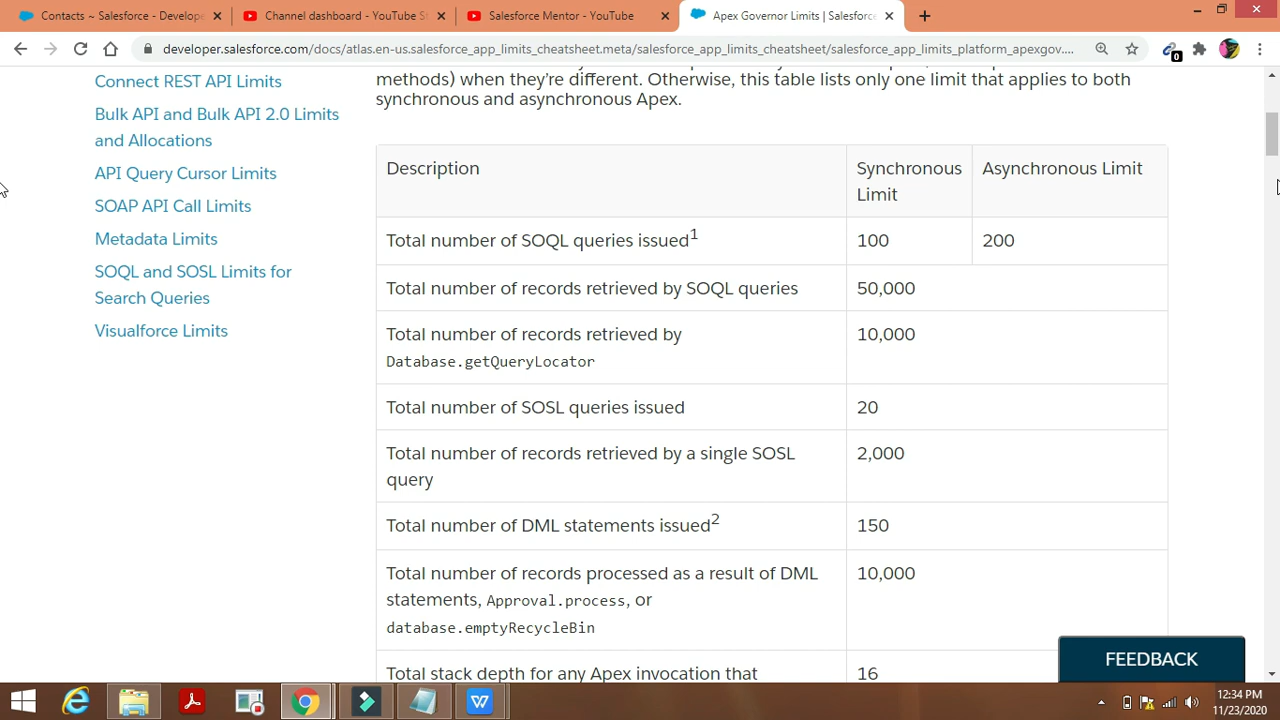 Contacts ~ Salesforce - Develope
Channel dashboard - YouTube St
Salesforce Mentor - YouTube
Apex Governor Limits | Salesforc
developer.salesforce.com/docs/atlas.en-us.salesforce_app_limits_cheatsheet.meta/salesforce_app_limits_cheatsheet/salesforce_app_limits_platform_apexgov....
0
Connect REST API Limits
Bulk API and Bulk API 2.0 Limits
and Allocations
API Query Cursor Limits
SOAP API Call Limits
Metadata Limits
SOQL and SOSL Limits for
Search Queries
Visualforce Limits
methods) when they're different. Otherwise, this table lists only one limit that applies to both
synchronous and asynchronous Apex.
Description
Synchronous
Limit
Asynchronous Limit
Total number of SOQL queries issued1
100
200
Total number of records retrieved by SOQL queries
50,000
Total number of records retrieved by
Database.getQueryLocator
10,000
Total number of SOSL queries issued
20
Total number of records retrieved by a single SOSL
query
2,000
Total number of DML statements issued2
150
Total number of records processed as a result of DML
statements, Approval.process, or
database.emptyRecycleBin
10,000
Total stack depth for any Apex invocation that
16
FEEDBACK
12:34 PM
11/23/2020